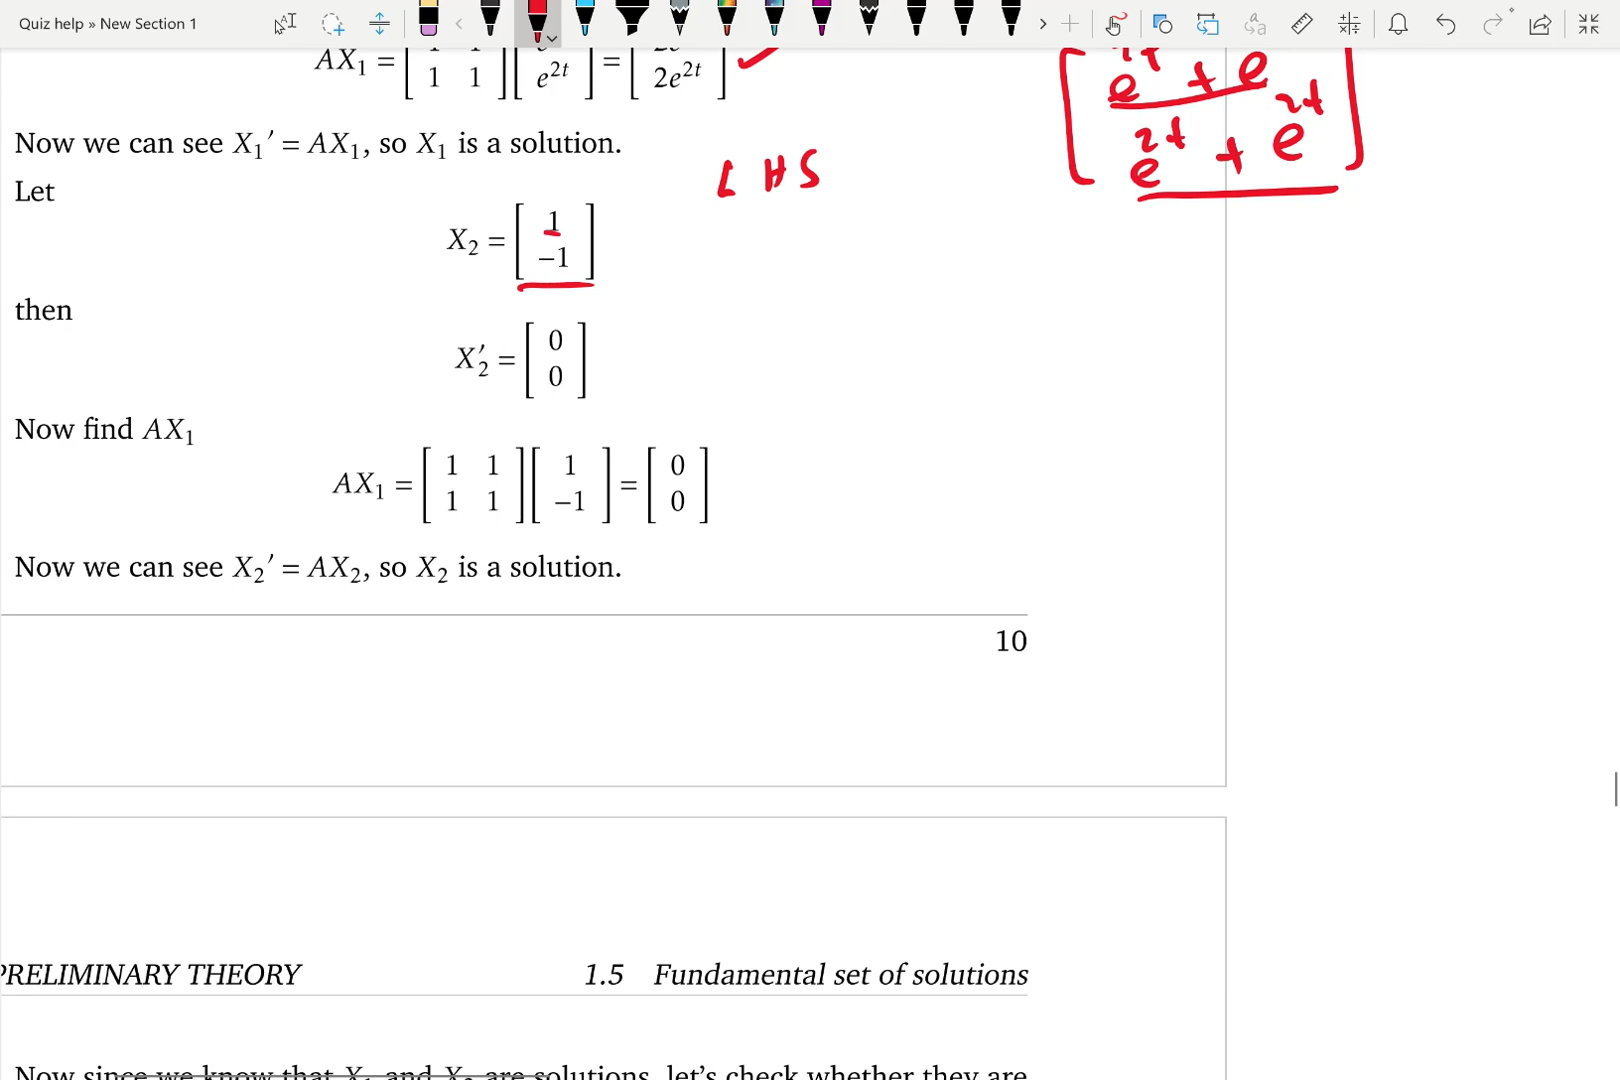 Quiz help » New Section 1
AX₁ = [ 1 1 ] [ e²ᵗ ] = [ 2e²ᵗ ]
e + e
2t 2t
e + e
Now we can see X₁′ = AX₁, so X₁ is a solution.
LHS
Let
X₂ = [ 1
−1 ]
then
X₂′ = [ 0
0 ]
Now find AX₁
AX₁ = [ 1 1
1 1 ] [ 1
−1 ] = [ 0
0 ]
Now we can see X₂′ = AX₂, so X₂ is a solution.
10
PRELIMINARY THEORY 1.5 Fundamental set of solutions
Now since we know that X₁ and X₂ are solutions, let’s check whether they are